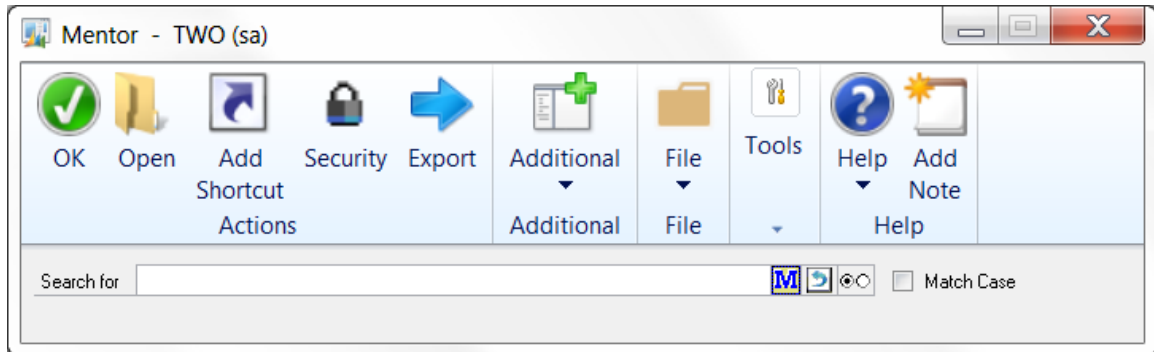 Mentor - TWO (sa)
OK Open Add Shortcut Security Export Additional File Tools Help Add Note
Actions Additional File Help
Search for M Match Case